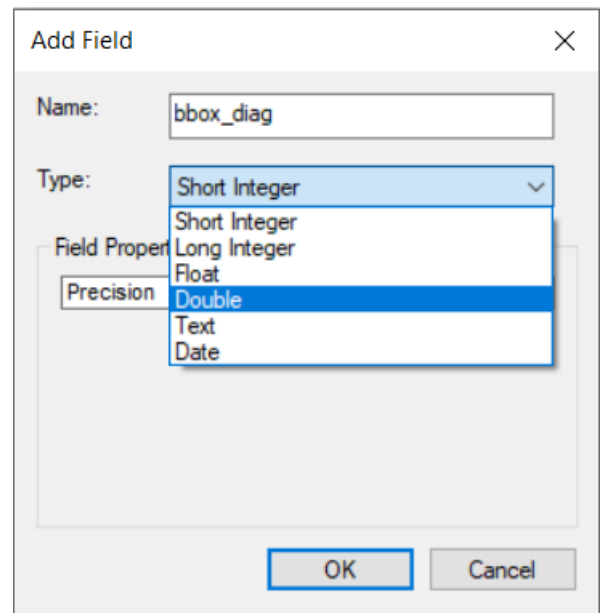 Add Field
Name:
bbox_diag
Type:
Short Integer
Short Integer
Long Integer
Float
Double
Text
Date
Field Propert
Precision
OK
Cancel